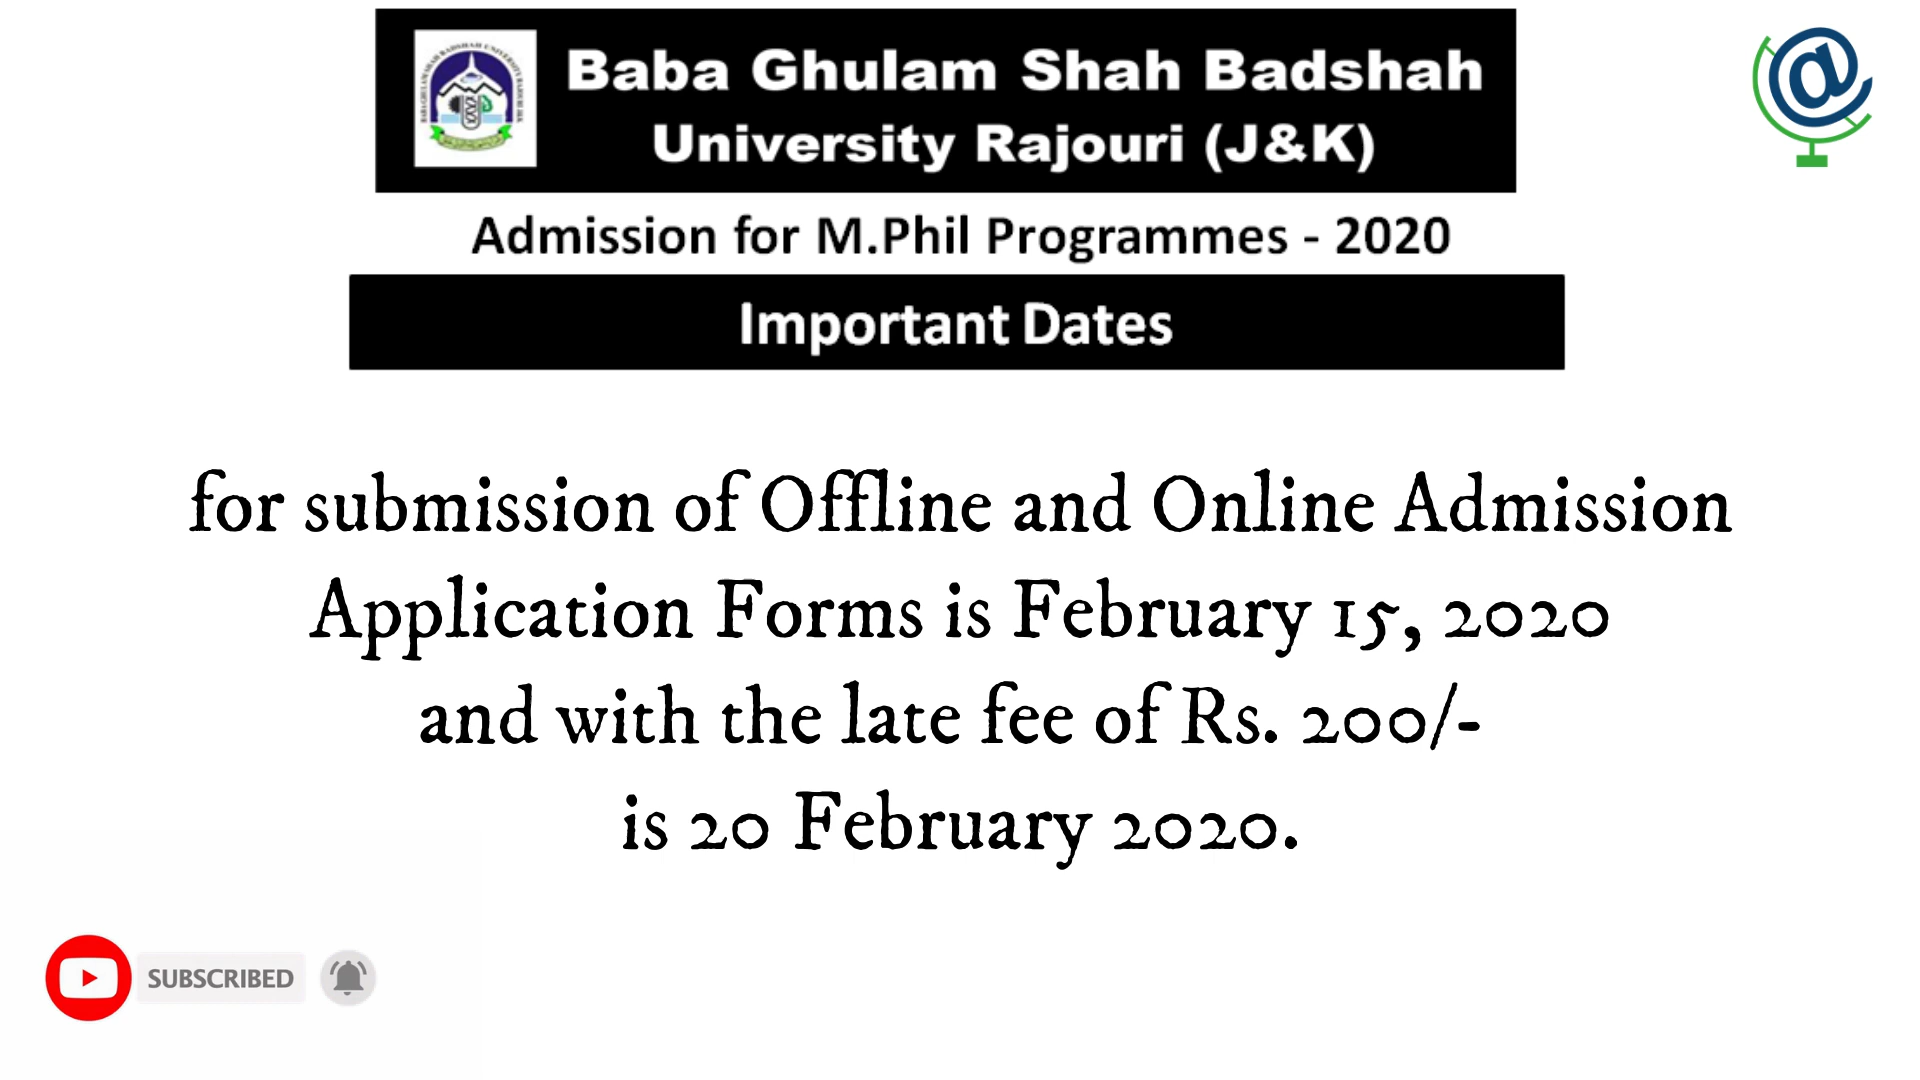 Baba Ghulam Shah Badshah
University Rajouri (J&K)
Admission for M.Phil Programmes - 2020
Important Dates
for submission of Offline and Online Admission
Application Forms is February 15, 2020
and with the late fee of Rs. 200/-
is 20 February 2020.
SUBSCRIBED